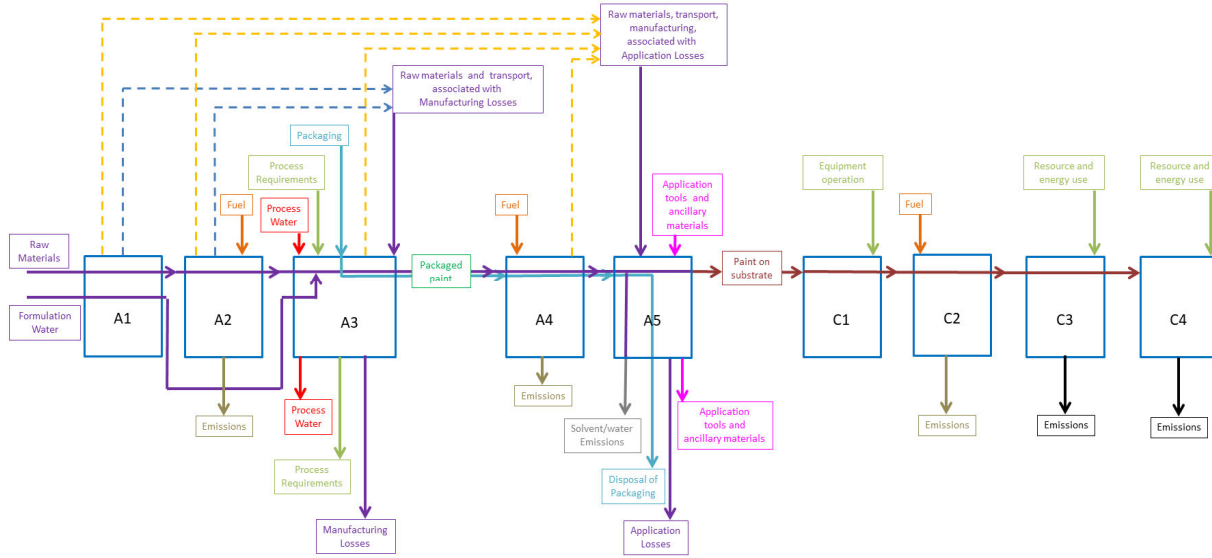 Raw materials, transport,
manufacturing,
associated with
Application Losses
Raw materials and transport,
associated with
Manufacturing Losses
Packaging
Process
Requirements
Fuel
Process
Water
Fuel
Application
tools and
ancillary
materials
Equipment
operation
Fuel
Resource and
energy use
Resource and
energy use
Raw
Materials
Formulation
Water
A1
A2
A3
Packaged
paint
A4
A5
Paint on
substrate
C1
C2
C3
C4
Emissions
Process
Water
Process
Requirements
Manufacturing
Losses
Emissions
Solvent/water
Emissions
Application
tools and
ancillary materials
Disposal of
Packaging
Application
Losses
Emissions
Emissions
Emissions